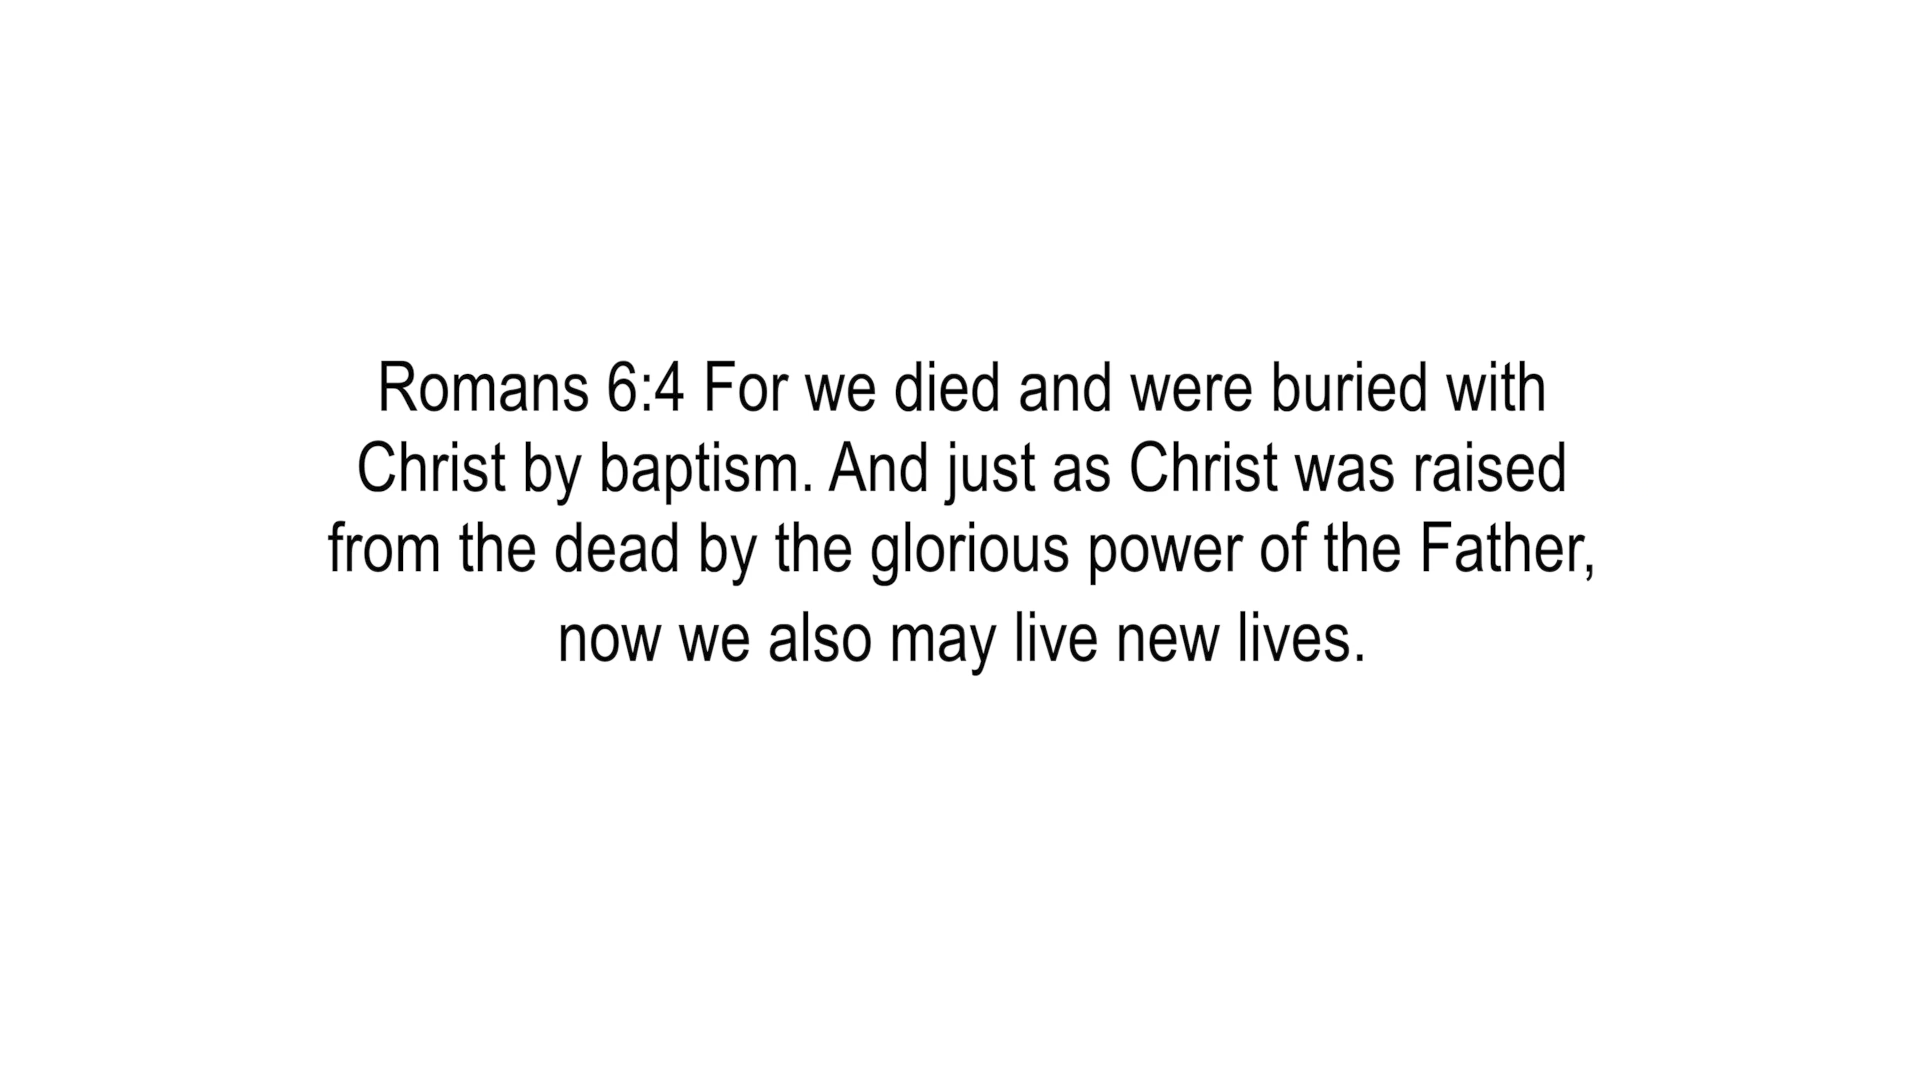 Romans 6:4 For we died and were buried with
Christ by baptism. And just as Christ was raised
from the dead by the glorious power of the Father,
now we also may live new lives.